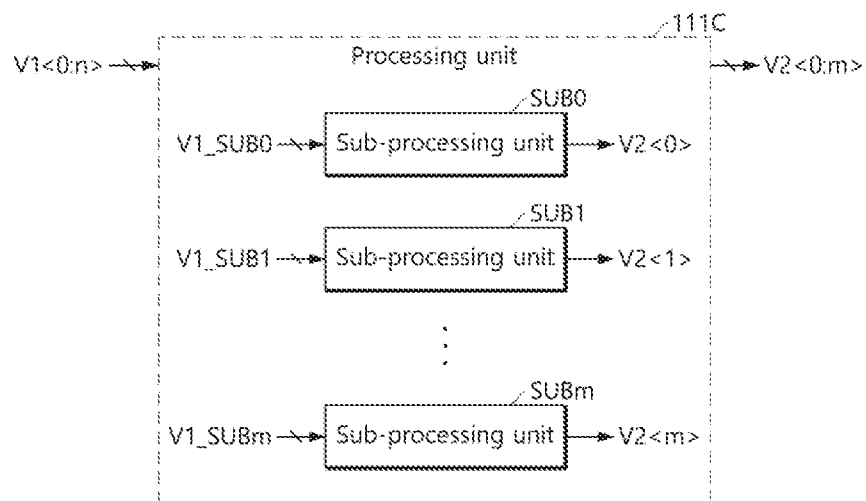 111C
V1<0:n>
Processing unit
V2<0:m>
SUB0
V1_SUB0
Sub-processing unit
V2<0>
SUB1
V1_SUB1
Sub-processing unit
V2<1>
SUBm
V1_SUBm
Sub-processing unit
V2<m>